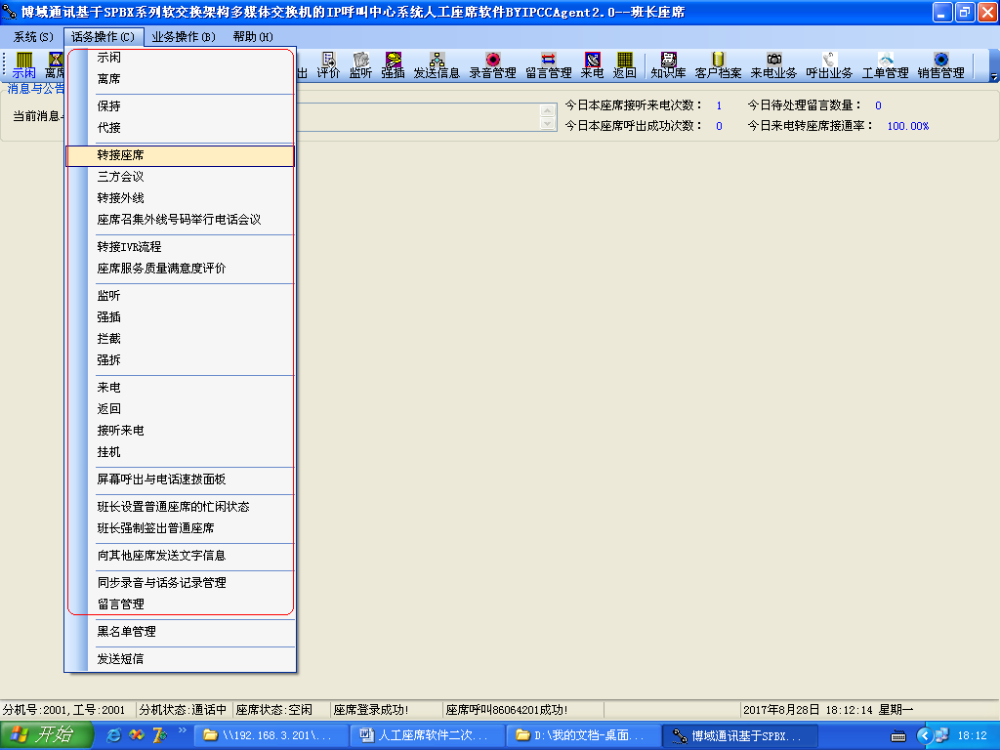 博域通讯基于SPBX系列软交换架构多媒体交换机的IP呼叫中心系统人工座席软件BYIPCCAgent2.0--班长座席
系统(S) 话务操作(C) 业务操作(B) 帮助(H)
示闲 离席 出 评价 监听 强插 发送信息 录音管理 留言管理 来电 返回 知识库 客户档案 来电业务 呼出业务 工单管理 销售管理
消息与公告
当前消息
今日本座席接听来电次数： 1 今日待处理留言数量： 0
今日本座席呼出成功次数： 0 今日来电转座席接通率： 100.00%
示闲
离席
保持
代接
转接座席
三方会议
转接外线
座席召集外线号码举行电话会议
转接IVR流程
座席服务质量满意度评价
监听
强插
拦截
强拆
来电
返回
接听来电
挂机
屏幕呼出与电话速拨面板
班长设置普通座席的忙闲状态
班长强制签出普通座席
向其他座席发送文字信息
同步录音与话务记录管理
留言管理
黑名单管理
发送短信
分机号:2001,工号:2001 分机状态:通话中 座席状态:空闲 座席登录成功! 座席呼叫86064201成功! 2017年8月28日 18:12:14 星期一
开始 \\192.168.3.201\... 人工座席软件二次... D:\我的文档-桌面... 博域通讯基于SPBX... 18:12